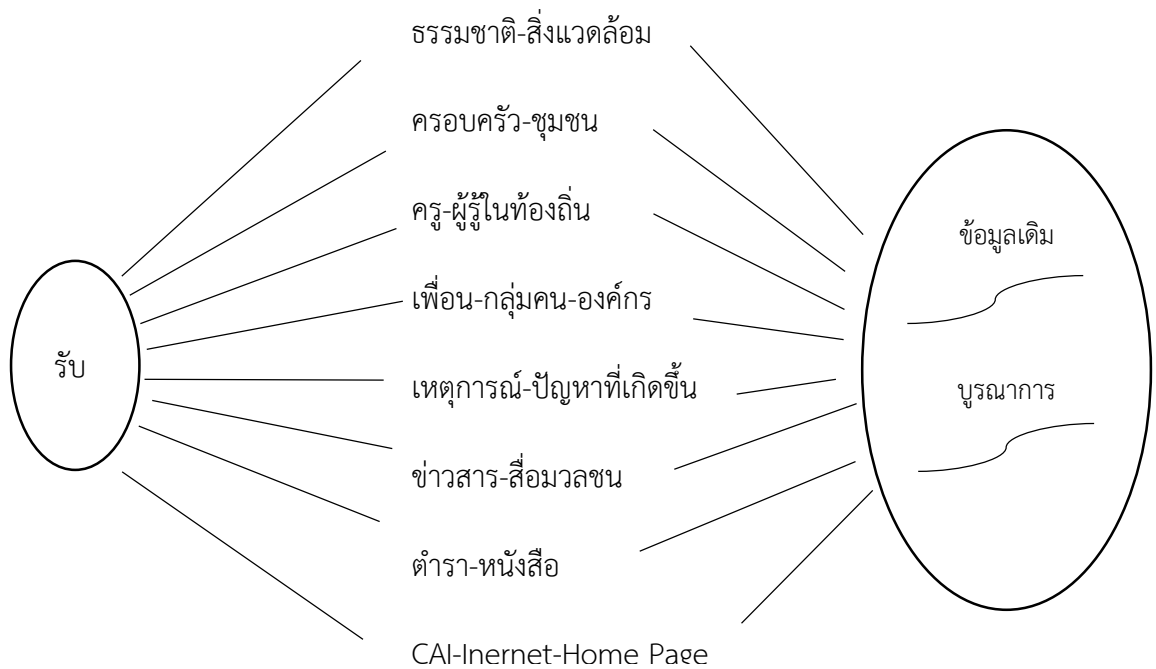 ธรรมชาติ-สิ่งแวดล้อม
ครอบครัว-ชุมชน
ครู-ผู้รู้ในท้องถิ่น
เพื่อน-กลุ่มคน-องค์กร
เหตุการณ์-ปัญหาที่เกิดขึ้น
ข่าวสาร-สื่อมวลชน
ตำรา-หนังสือ
CAI-Inernet-Home Page
รับ
ข้อมูลเดิม
บูรณาการ